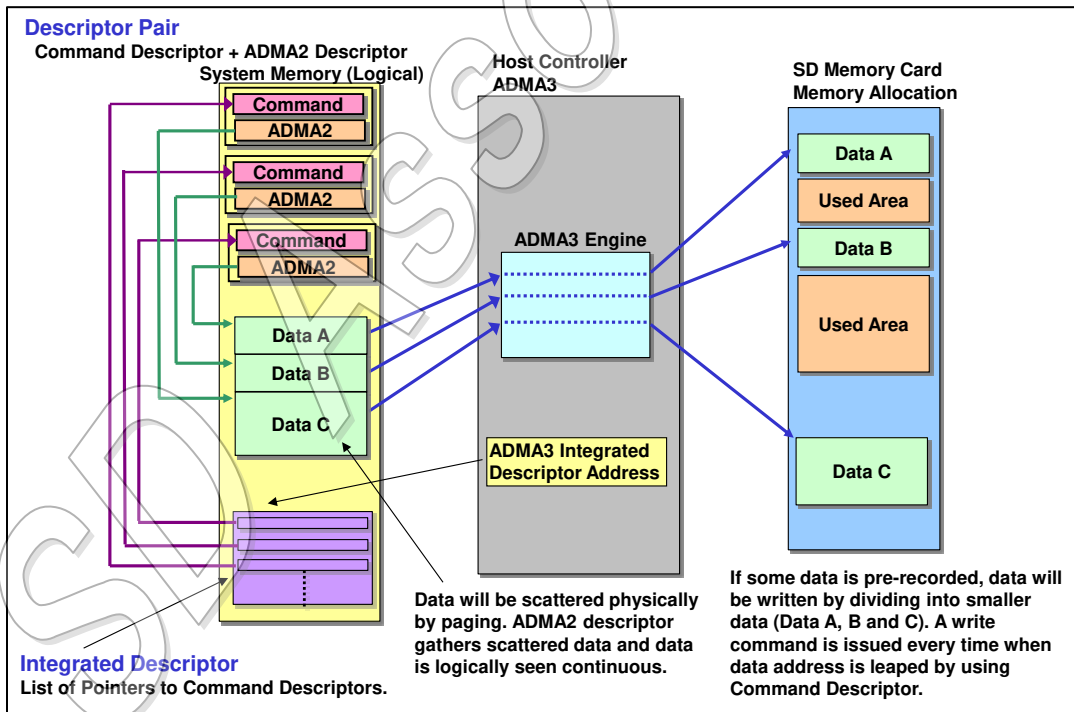 Descriptor Pair
Command Descriptor + ADMA2 Descriptor
System Memory (Logical)
Command
ADMA2
Command
ADMA2
Command
ADMA2
Data A
Data B
Data C
Integrated Descriptor
List of Pointers to Command Descriptors.
Host Controller
ADMA3
ADMA3 Engine
ADMA3 Integrated
Descriptor Address
Data will be scattered physically
by paging. ADMA2 descriptor
gathers scattered data and data
is logically seen continuous.
SD Memory Card
Memory Allocation
Data A
Used Area
Data B
Used Area
Data C
If some data is pre-recorded, data will
be written by dividing into smaller
data (Data A, B and C). A write
command is issued every time when
data address is leaped by using
Command Descriptor.
SD Asso